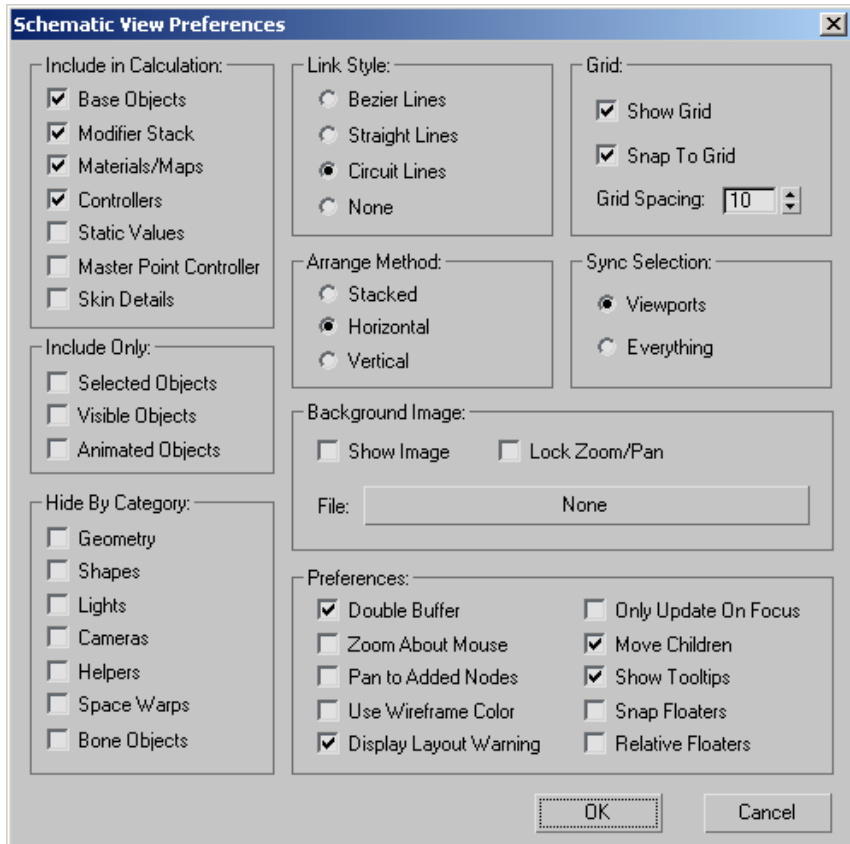 Schematic View Preferences
Include in Calculation:
Base Objects
Modifier Stack
Materials/Maps
Controllers
Static Values
Master Point Controller
Skin Details
Include Only:
Selected Objects
Visible Objects
Animated Objects
Hide By Category:
Geometry
Shapes
Lights
Cameras
Helpers
Space Warps
Bone Objects
Link Style:
Bezier Lines
Straight Lines
Circuit Lines
None
Arrange Method:
Stacked
Horizontal
Vertical
Grid:
Show Grid
Snap To Grid
Grid Spacing: 10
Sync Selection:
Viewports
Everything
Background Image:
Show Image Lock Zoom/Pan
File: None
Preferences:
Double Buffer
Zoom About Mouse
Pan to Added Nodes
Use Wireframe Color
Display Layout Warning
Only Update On Focus
Move Children
Show Tooltips
Snap Floaters
Relative Floaters
OK Cancel